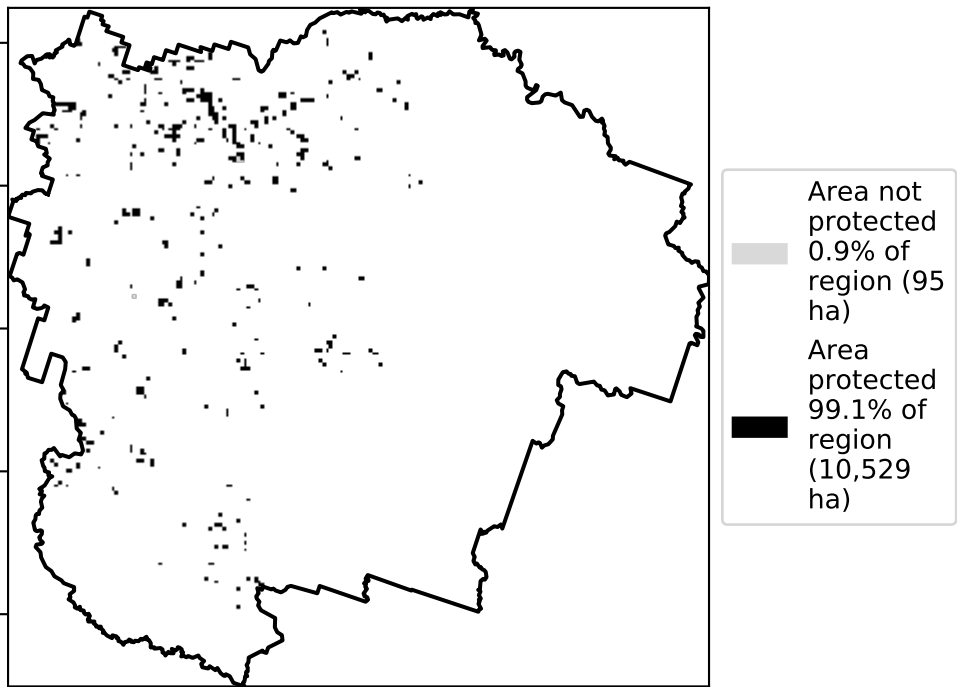 Area not
protected
0.9% of
region (95
ha)
Area
protected
99.1% of
region
(10,529
ha)